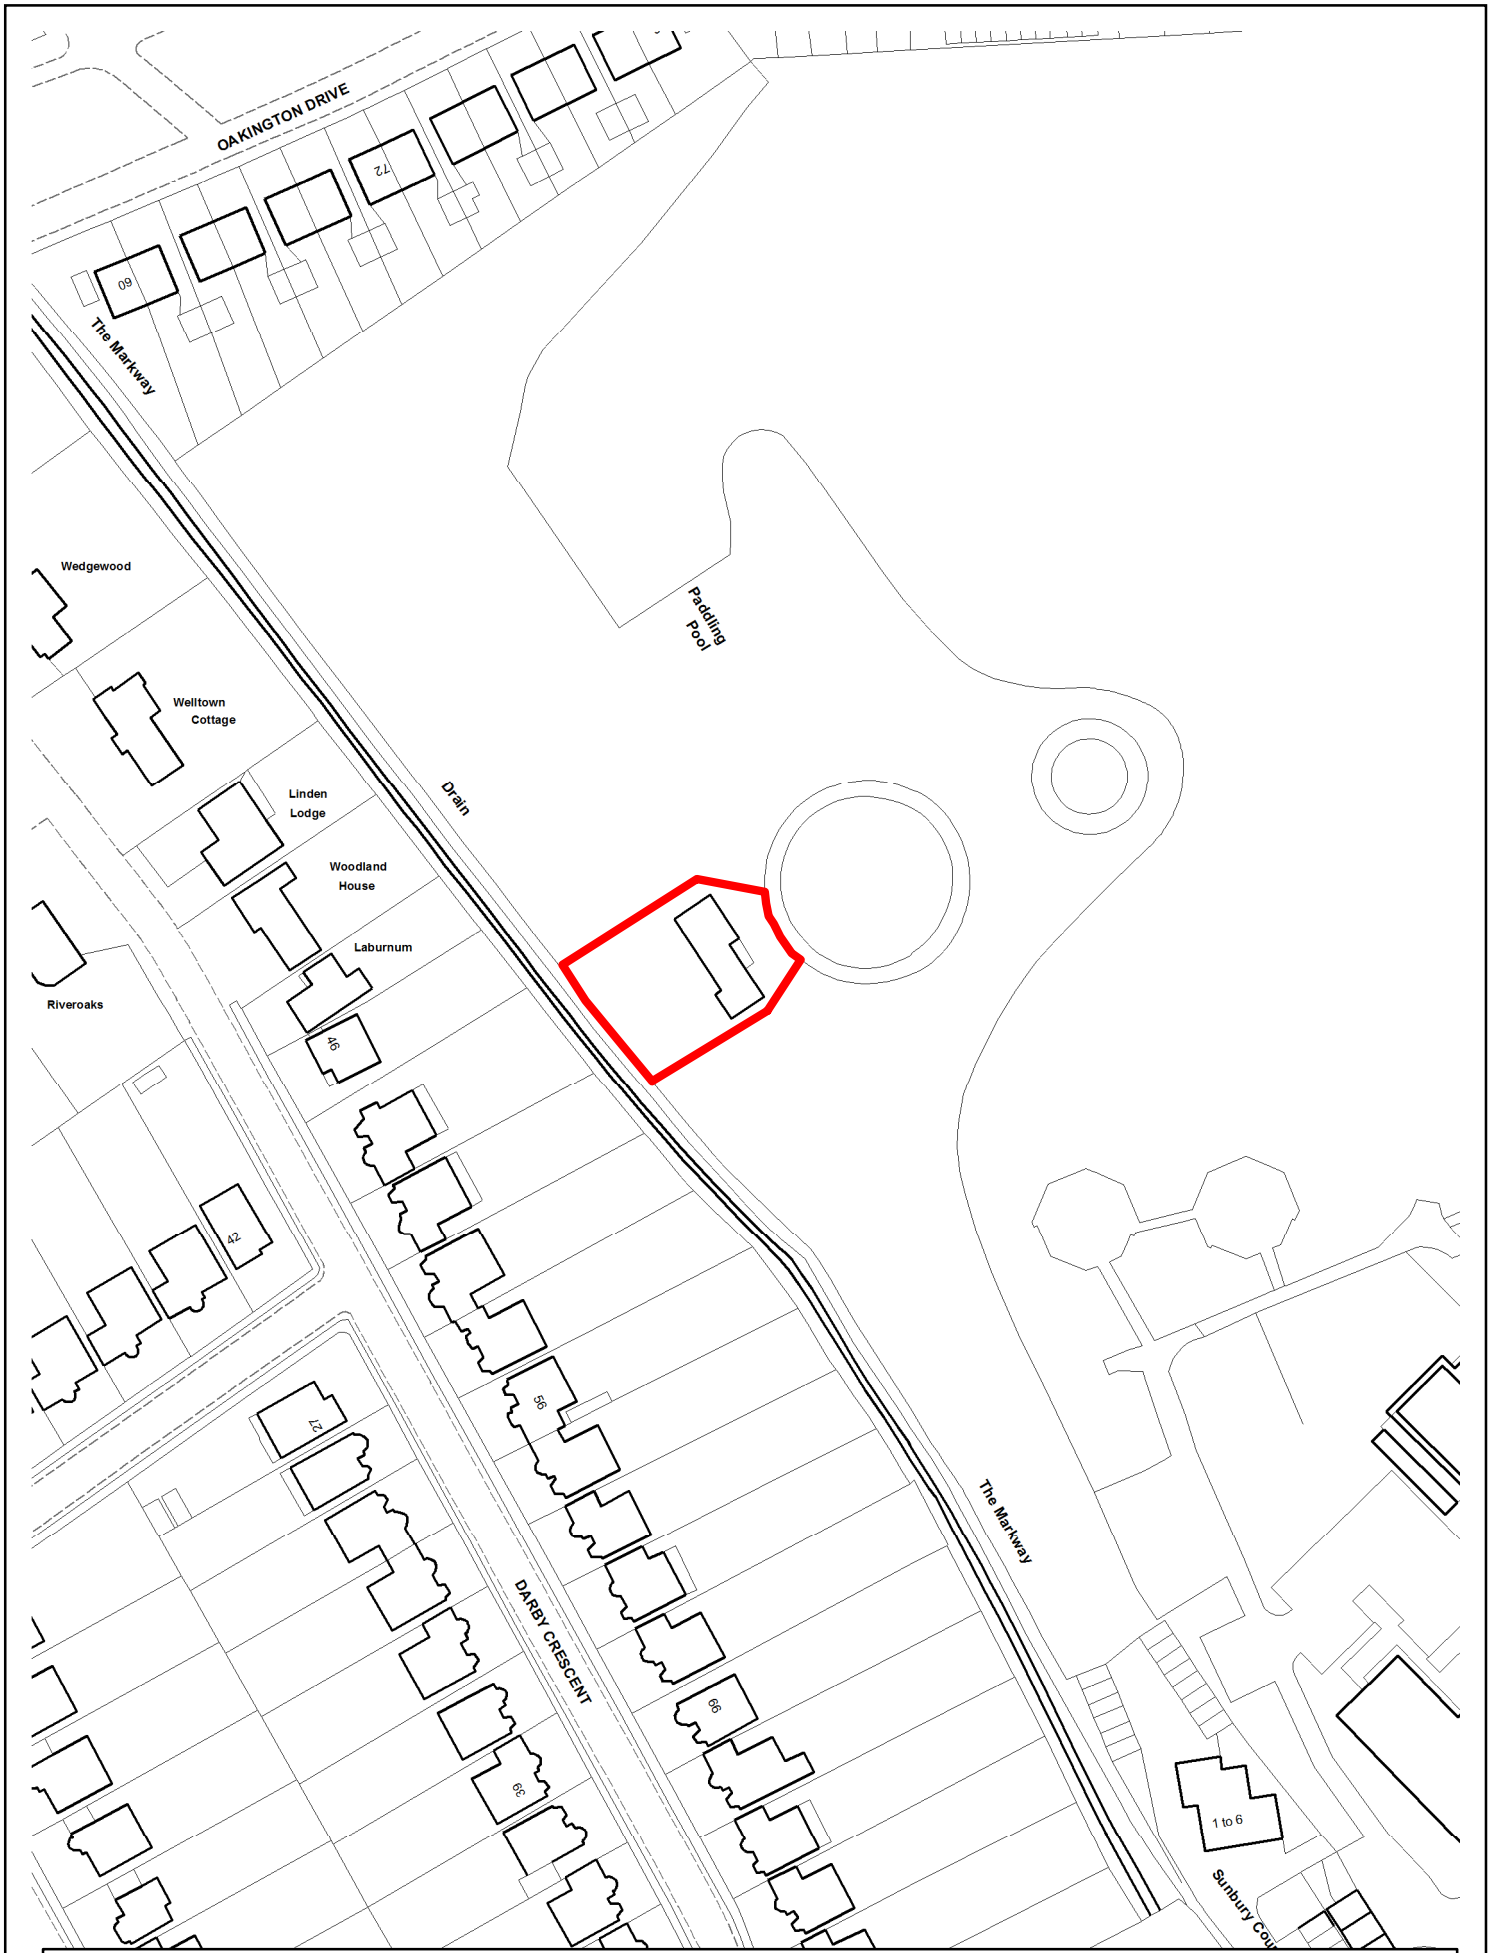 OAKINGTON DRIVE
72
60
The Markway
Wedgewood
Paddling
Pool
Welltown
Cottage
Drain
Linden
Lodge
Woodland
House
Laburnum
Riveroaks
46
42
56
27
The Markway
DARBY CRESCENT
66
39
1 to 6
Sunbury